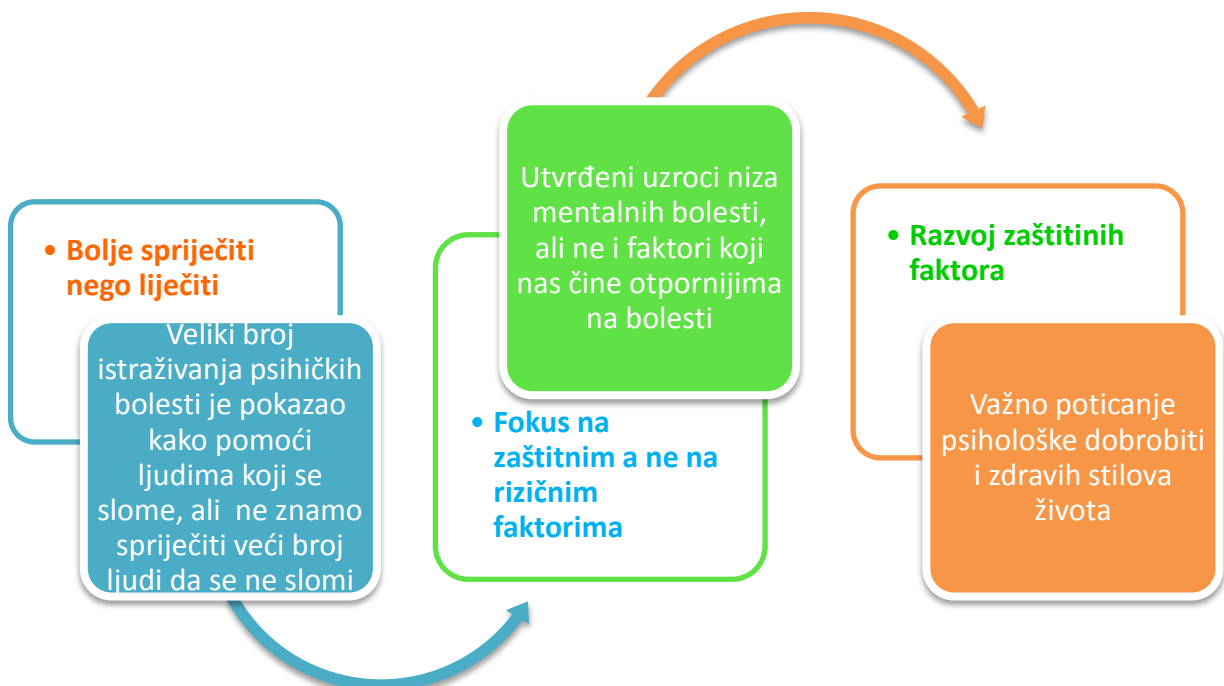 • Bolje spriječiti
nego liječiti
Veliki broj
istraživanja psihičkih
bolesti je pokazao
kako pomoći
ljudima koji se
slome, ali  ne znamo
spriječiti veći broj
ljudi da se ne slomi
Utvrđeni uzroci niza
mentalnih bolesti,
ali ne i faktori koji
nas čine otpornijima
na bolesti
• Fokus na
zaštitnim a ne na
rizičnim
faktorima
• Razvoj zaštitinih
faktora
Važno poticanje
psihološke dobrobiti
i zdravih stilova
života